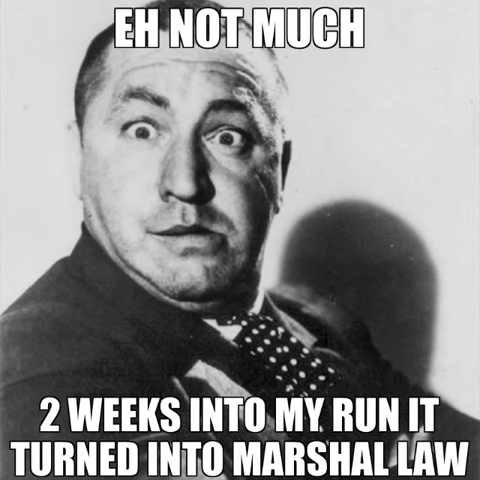 EH NOT MUCH
2 WEEKS INTO MY RUN IT
TURNED INTO MARSHAL LAW